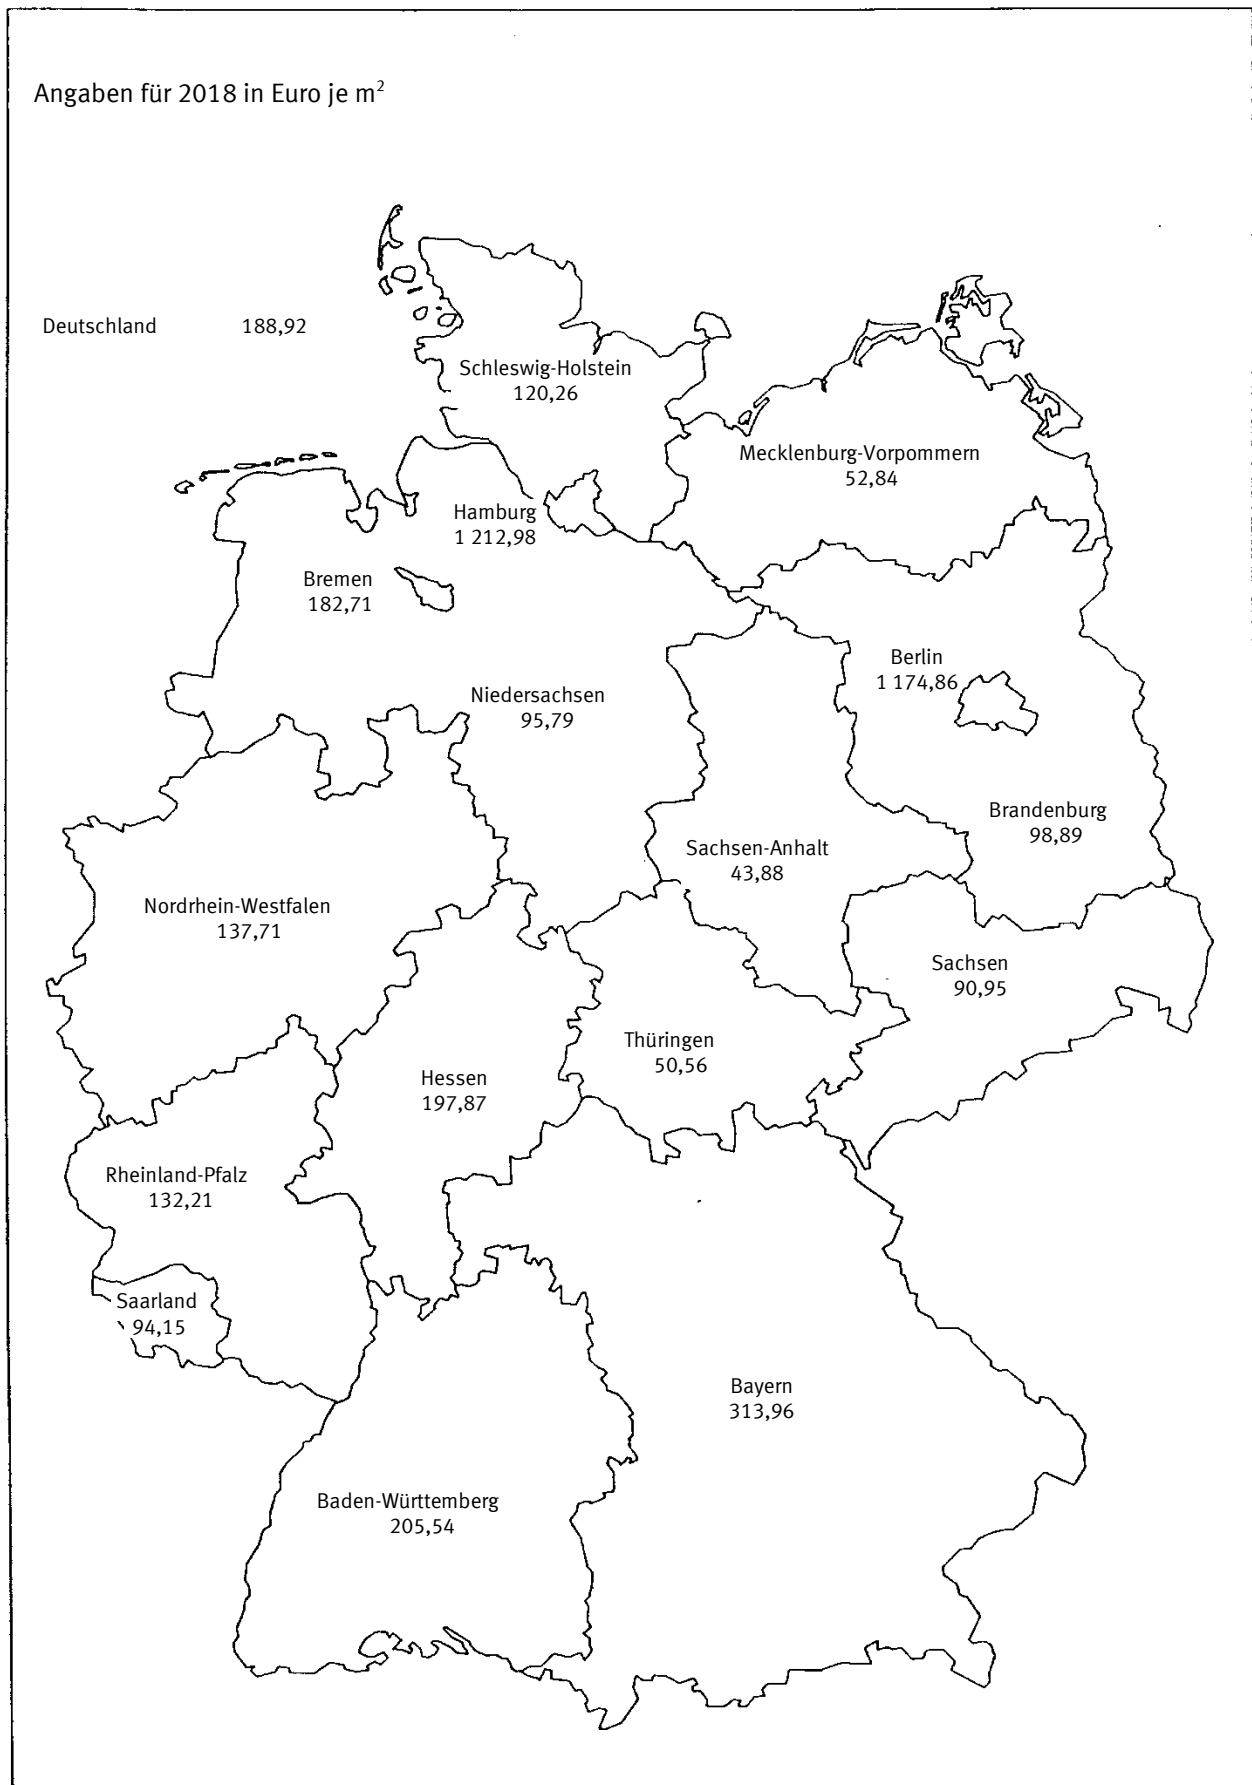 Angaben für 2018 in Euro je m²
Deutschland 188,92
Schleswig-Holstein
120,26
Mecklenburg-Vorpommern
52,84
Hamburg
1 212,98
Bremen
182,71
Berlin
1 174,86
Niedersachsen
95,79
Brandenburg
98,89
Sachsen-Anhalt
43,88
Nordrhein-Westfalen
137,71
Sachsen
90,95
Thüringen
50,56
Hessen
197,87
Rheinland-Pfalz
132,21
Saarland
94,15
Bayern
313,96
Baden-Württemberg
205,54